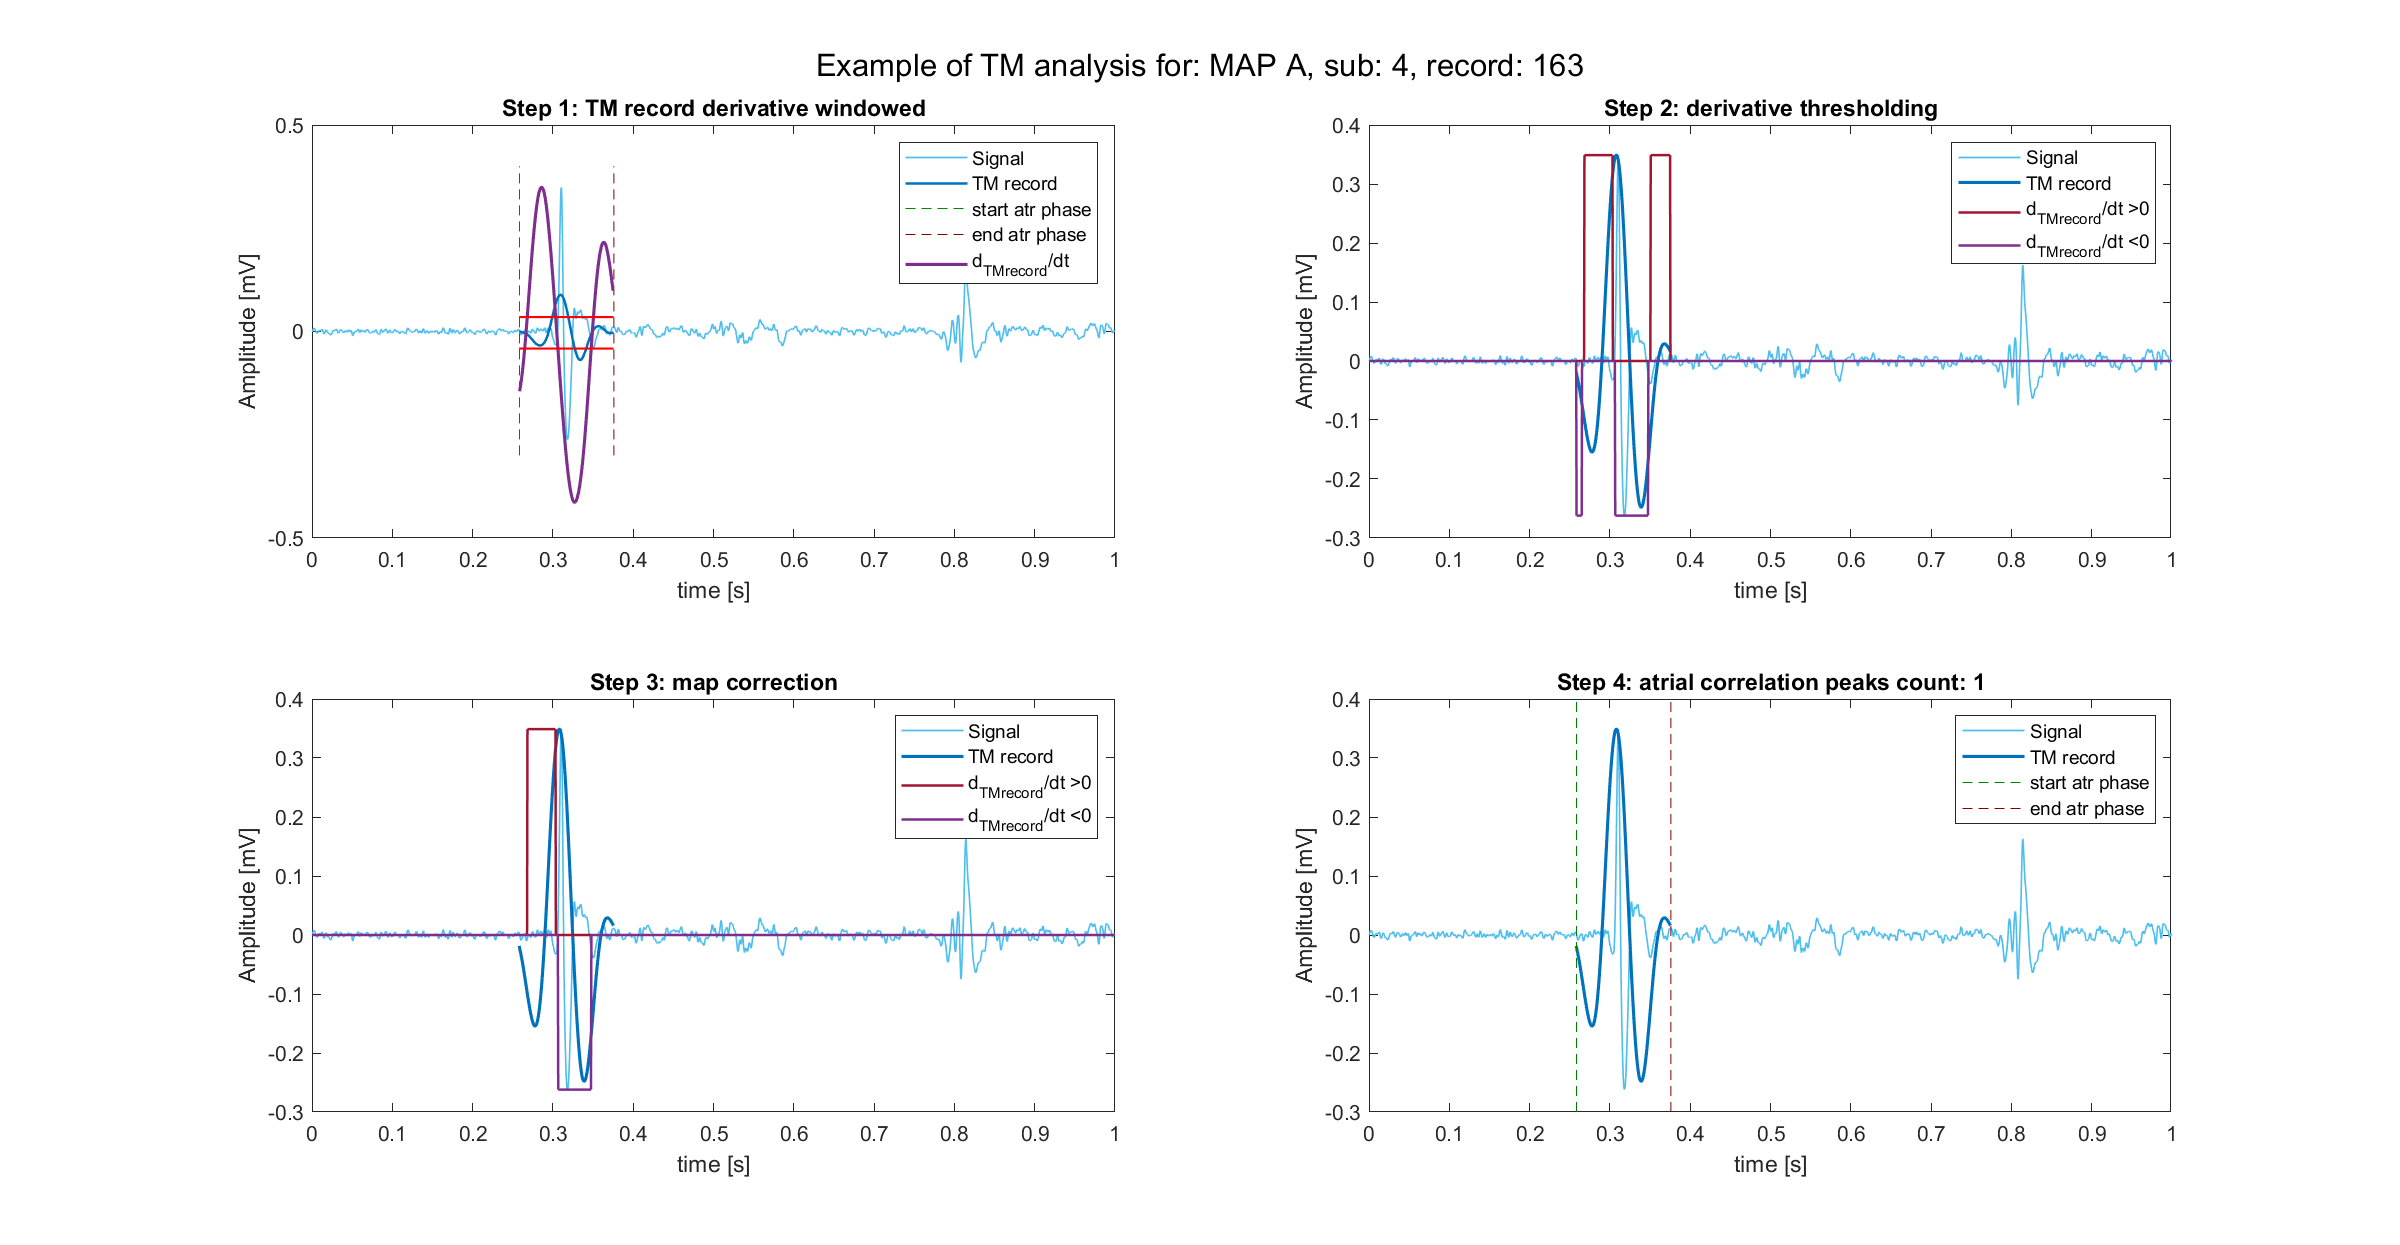 Example of TM analysis for: MAP A, sub: 4, record: 163
Step 1: TM record derivative windowed
0.5
0
-0.5
Amplitude [mV]
Signal
TM record
start atr phase
end atr phase
dTMrecord/dt
0 0.1 0.2 0.3 0.4 0.5 0.6 0.7 0.8 0.9 1
time [s]
Step 2: derivative thresholding
0.4
0.3
0.2
0.1
0
-0.1
-0.2
-0.3
Amplitude [mV]
Signal
TM record
dTMrecord/dt >0
dTMrecord/dt <0
0 0.1 0.2 0.3 0.4 0.5 0.6 0.7 0.8 0.9 1
time [s]
Step 3: map correction
0.4
0.3
0.2
0.1
0
-0.1
-0.2
-0.3
Amplitude [mV]
Signal
TM record
dTMrecord/dt >0
dTMrecord/dt <0
0 0.1 0.2 0.3 0.4 0.5 0.6 0.7 0.8 0.9 1
time [s]
Step 4: atrial correlation peaks count: 1
0.4
0.3
0.2
0.1
0
-0.1
-0.2
-0.3
Amplitude [mV]
Signal
TM record
start atr phase
end atr phase
0 0.1 0.2 0.3 0.4 0.5 0.6 0.7 0.8 0.9 1
time [s]